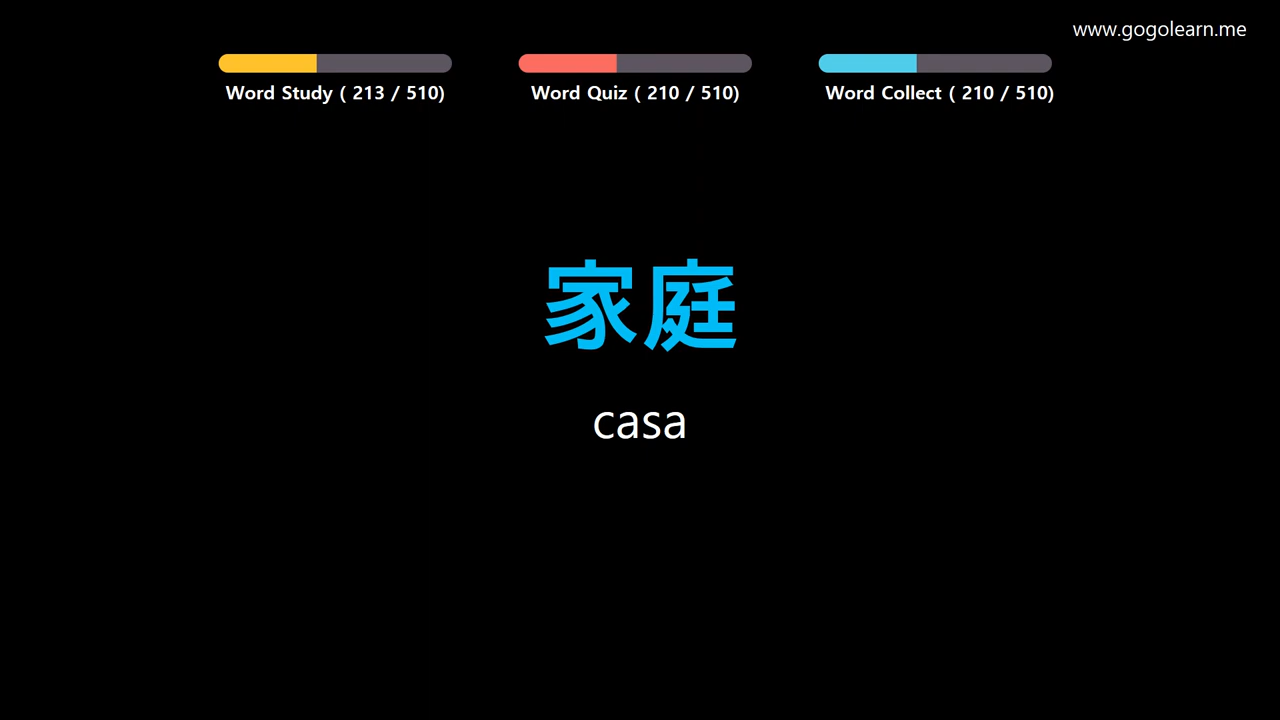 www.gogolearn.me
Word Study ( 213 / 510)
Word Quiz ( 210 / 510)
Word Collect ( 210 / 510)
家庭
casa